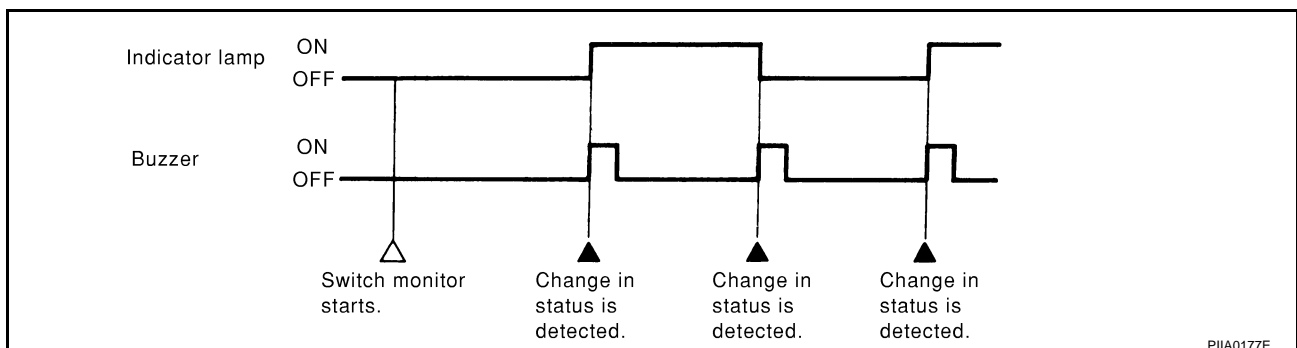 Indicator lamp
ON
OFF
Buzzer
ON
OFF
Switch monitor
starts.
Change in
status is
detected.
Change in
status is
detected.
Change in
status is
detected.
PIIA0177E